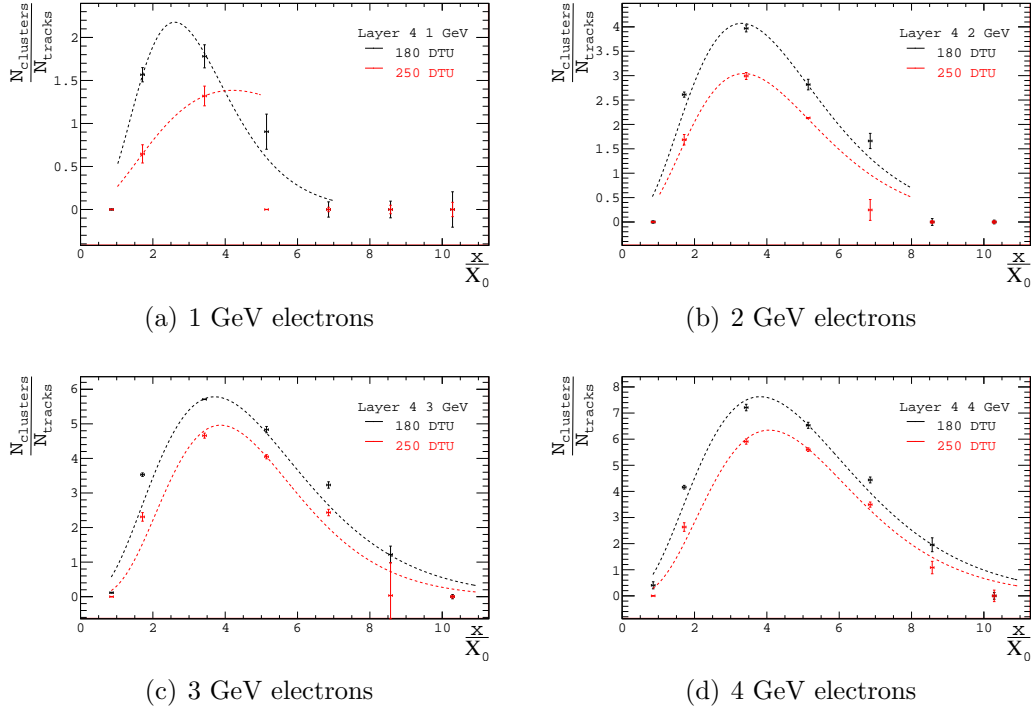 N_clusters / N_tracks
Layer 4 1 GeV
180 DTU
250 DTU
2
1.5
1
0.5
0
0 2 4 6 8 10
x / X_0
(a) 1 GeV electrons
N_clusters / N_tracks
Layer 4 2 GeV
180 DTU
250 DTU
4
3.5
3
2.5
2
1.5
1
0.5
0
0 2 4 6 8 10
x / X_0
(b) 2 GeV electrons
N_clusters / N_tracks
Layer 4 3 GeV
180 DTU
250 DTU
6
5
4
3
2
1
0
0 2 4 6 8 10
x / X_0
(c) 3 GeV electrons
N_clusters / N_tracks
Layer 4 4 GeV
180 DTU
250 DTU
8
7
6
5
4
3
2
1
0
0 2 4 6 8 10
x / X_0
(d) 4 GeV electrons